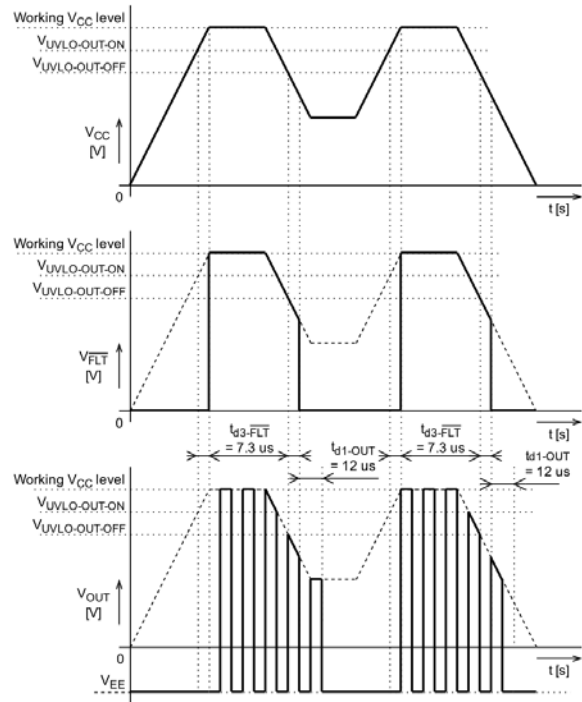 Working VCC level
VUVLO-OUT-ON
VUVLO-OUT-OFF
VCC
[V]
0
t [s]
Working VCC level
VUVLO-OUT-ON
VUVLO-OUT-OFF
VFLT
[V]
0
t [s]
td3-FLT
= 7.3 us
td1-OUT
= 12 us
td3-FLT
= 7.3 us
td1-OUT
= 12 us
Working VCC level
VUVLO-OUT-ON
VUVLO-OUT-OFF
VOUT
[V]
0
t [s]
VEE